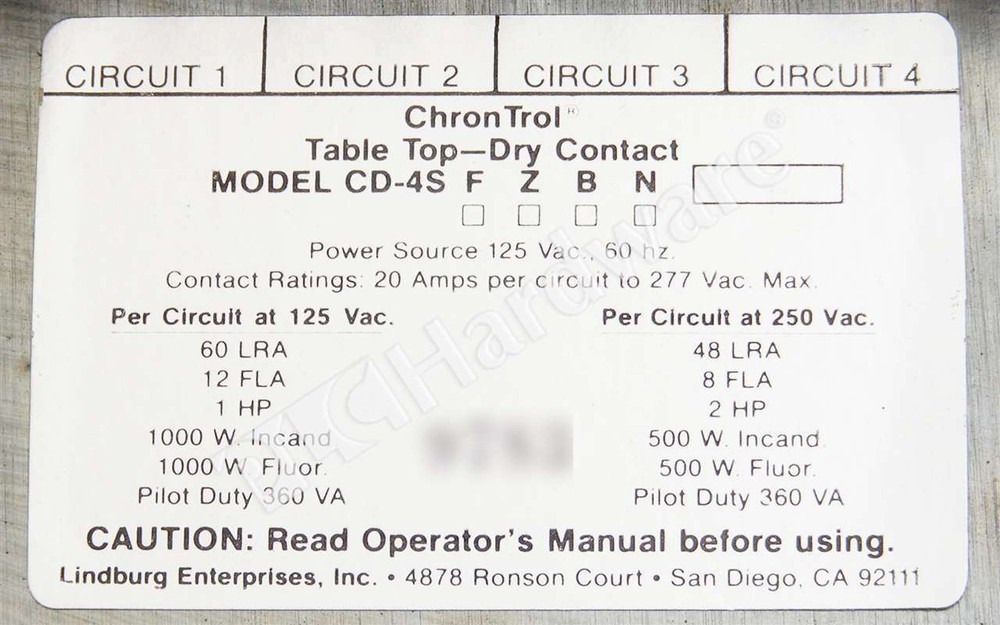 CIRCUIT 1 CIRCUIT 2 CIRCUIT 3 CIRCUIT 4
ChronTrol®
Table Top—Dry Contact
MODEL CD-4S F Z B N
Power Source 125 Vac., 60 hz.
Contact Ratings: 20 Amps per circuit to 277 Vac. Max.
Per Circuit at 125 Vac. Per Circuit at 250 Vac.
60 LRA 48 LRA
12 FLA 8 FLA
1 HP 2 HP
1000 W. Incand. 500 W. Incand.
1000 W. Fluor. 500 W. Fluor.
Pilot Duty 360 VA Pilot Duty 360 VA
CAUTION: Read Operator's Manual before using.
Lindburg Enterprises, Inc. • 4878 Ronson Court • San Diego, CA 92111
Hardware®